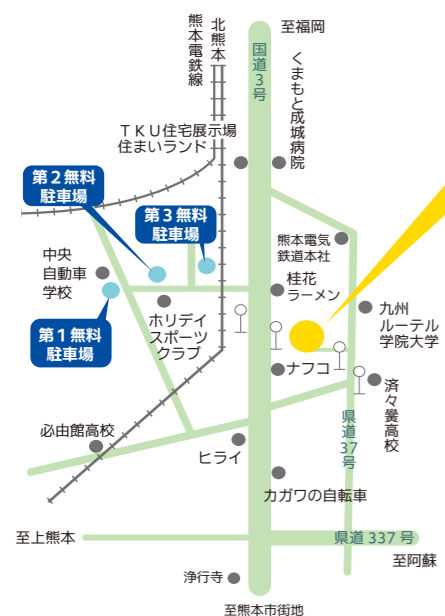 至福岡
北熊本
熊本電鉄線
国道3号
くまもと成城病院
TKU住宅展示場
住まいランド
第2無料
駐車場
第3無料
駐車場
熊本電気
鉄道本社
中央
自動車
学校
桂花
ラーメン
九州
ルーテル
学院大学
第1無料
駐車場
ホリデイ
スポーツ
クラブ
ナフコ
済々黌高校
県道37号
必由館高校
ヒライ
カガワの自転車
至上熊本
県道337号
至阿蘇
浄行寺
至熊本市街地